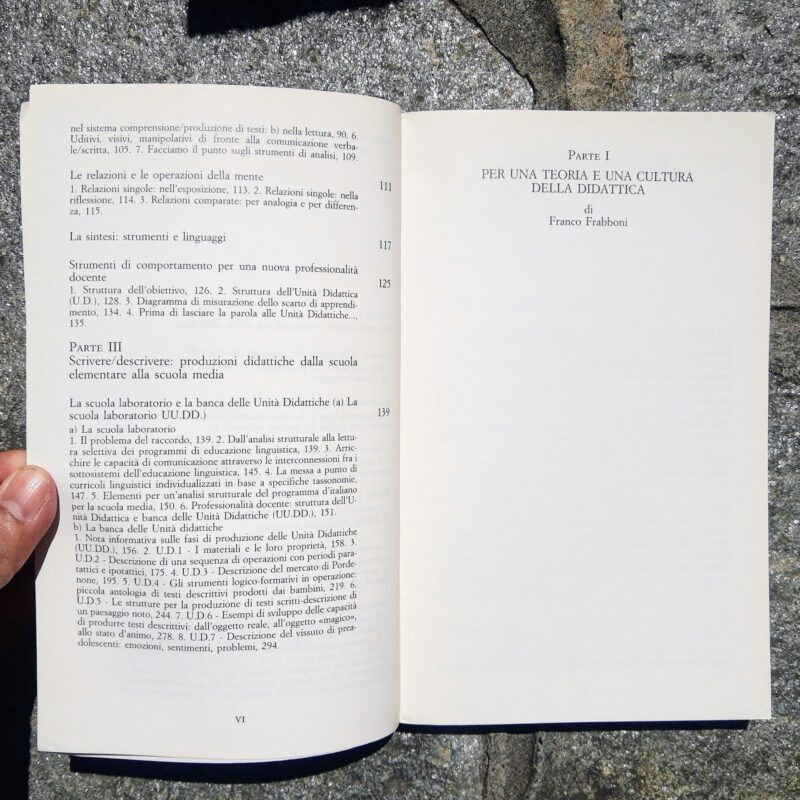 nel sistema comprensione/produzione di testi: b) nella lettura, 90. 6.
Uditivi, visivi, manipolativi di fronte alla comunicazione verba-
le/scritta, 105. 7. Facciamo il punto sugli strumenti di analisi, 109.
Le relazioni e le operazioni della mente 111
1. Relazioni singole: nell'esposizione, 113. 2. Relazioni singole: nella
riflessione, 114. 3. Relazioni comparate: per analogia e per differen-
za, 115.
La sintesi: strumenti e linguaggi 117
Strumenti di comportamento per una nuova professionalità
docente 125
1. Struttura dell'obiettivo, 126. 2. Struttura dell'Unità Didattica
(U.D.), 128. 3. Diagramma di misurazione dello scarto di apprendi-
mento, 134. 4. Prima di lasciare la parola alle Unità Didattiche...,
135.
PARTE III
Scrivere/descrivere: produzioni didattiche dalla scuola
elementare alla scuola media
La scuola laboratorio e la banca delle Unità Didattiche (a) La
scuola laboratorio UU.DD.) 139
a) La scuola laboratorio
1. Il problema del raccordo, 139. 2. Dall'analisi strutturale alla lettu-
ra selettiva dei programmi di educazione linguistica, 139. 3. Arric-
chire le capacità di comunicazione attraverso le interconnessioni fra i
sottosistemi dell'educazione linguistica, 145. 4. La messa a punto di
curricoli linguistici individualizzati in base a specifiche tassonomie,
147. 5. Elementi per un'analisi strutturale del programma d'italiano
per la scuola media, 150. 6. Professionalità docente: struttura dell'U-
nità Didattica e banca delle Unità Didattiche (UU.DD.), 151.
b) La banca delle Unità didattiche
1. Nota informativa sulle fasi di produzione delle Unità Didattiche
(UU.DD.), 156. 2. U.D.1 - I materiali e le loro proprietà, 158. 3.
U.D.2 - Descrizione di una sequenza di operazioni con periodi para-
tattici e ipotattici, 175. 4. U.D.3 - Descrizione del mercato di Porde-
none, 195. 5. U.D.4 - Gli strumenti logico-formativi in operazione:
piccola antologia di testi descrittivi prodotti dai bambini, 219. 6.
U.D.5 - Le strutture per la produzione di testi scritti-descrizione di
un paesaggio noto, 244. 7. U.D.6 - Esempi di sviluppo delle capacità
di produrre testi descrittivi: dall'oggetto reale, all'oggetto «magico»,
allo stato d'animo, 278. 8. U.D.7 - Descrizione del vissuto di pread-
olescenti: emozioni, sentimenti, problemi, 294.
VI
PARTE I
PER UNA TEORIA E UNA CULTURA
DELLA DIDATTICA
di
Franco Frabboni